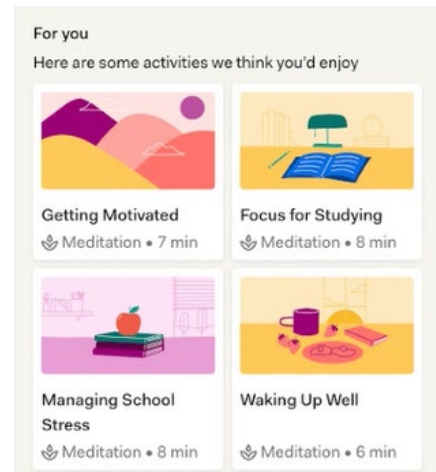 For you
Here are some activities we think you'd enjoy
Getting Motivated
Meditation • 7 min
Focus for Studying
Meditation • 8 min
Managing School
Stress
Meditation • 8 min
Waking Up Well
Meditation • 6 min